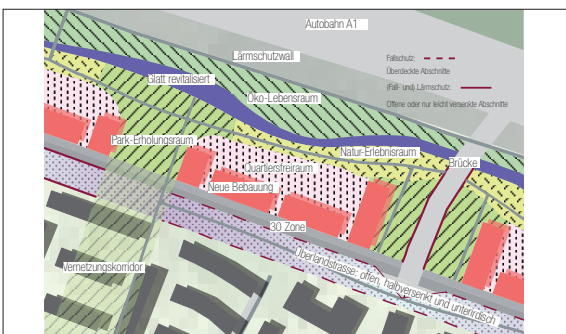 Autobahn A1
Lärmschutzwall
Fallschutz:
Überdeckte Abschnitte
Glatt revitalisiert
(Fall- und) Lärmschutz:
Öko-Lebensraum
Offene oder nur leicht versenkte Abschnitte
Park-Erholungsraum
Natur-Erlebnisraum
Brücke
Quartiersfreiraum
Neue Bebauung
30 Zone
Überlandstrasse: offen, halbversenkt und unterirdisch
Vernetzungskorridor